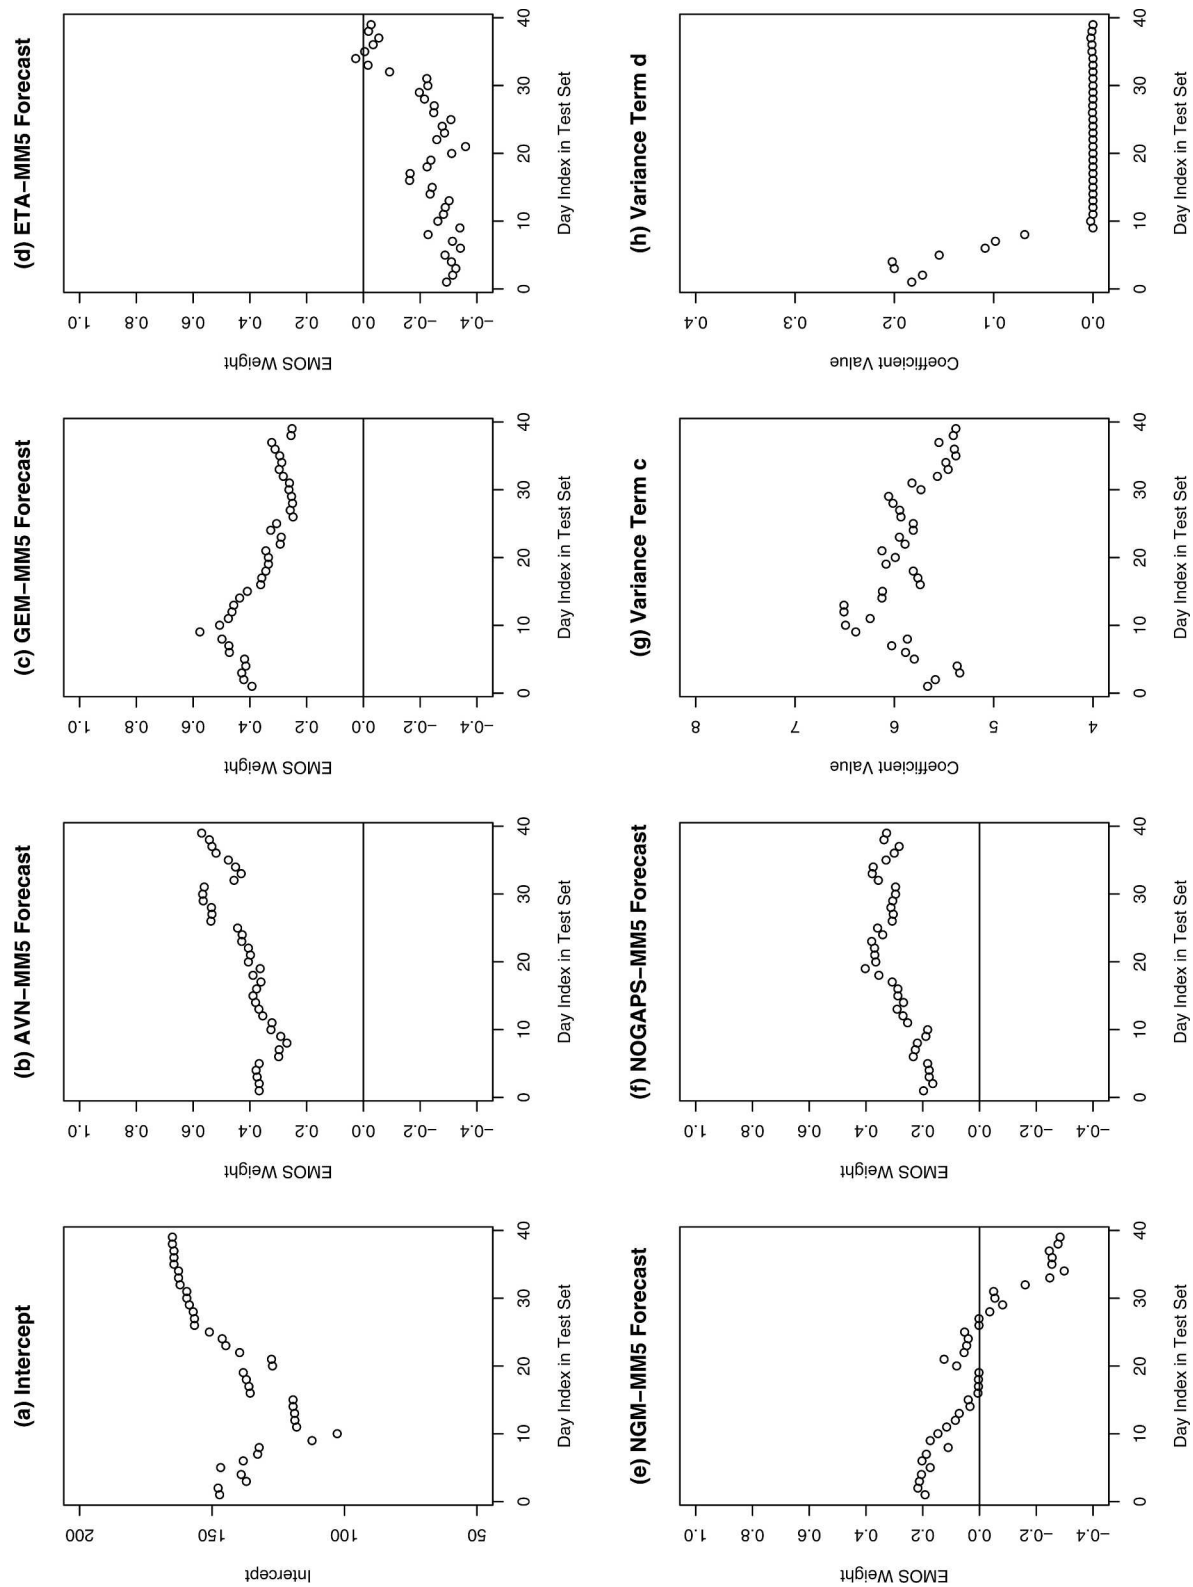 (a) Intercept
Intercept
50 100 150 200
0 10 20 30 40
Day Index in Test Set
(b) AVN−MM5 Forecast
EMOS Weight
−0.4 −0.2 0.0 0.2 0.4 0.6 0.8 1.0
0 10 20 30 40
Day Index in Test Set
(c) GEM−MM5 Forecast
EMOS Weight
−0.4 −0.2 0.0 0.2 0.4 0.6 0.8 1.0
0 10 20 30 40
Day Index in Test Set
(d) ETA−MM5 Forecast
EMOS Weight
−0.4 −0.2 0.0 0.2 0.4 0.6 0.8 1.0
0 10 20 30 40
Day Index in Test Set
(e) NGM−MM5 Forecast
EMOS Weight
−0.4 −0.2 0.0 0.2 0.4 0.6 0.8 1.0
0 10 20 30 40
Day Index in Test Set
(f) NOGAPS−MM5 Forecast
EMOS Weight
−0.4 −0.2 0.0 0.2 0.4 0.6 0.8 1.0
0 10 20 30 40
Day Index in Test Set
(g) Variance Term c
Coefficient Value
4 5 6 7 8
0 10 20 30 40
Day Index in Test Set
(h) Variance Term d
Coefficient Value
0.0 0.1 0.2 0.3 0.4
0 10 20 30 40
Day Index in Test Set